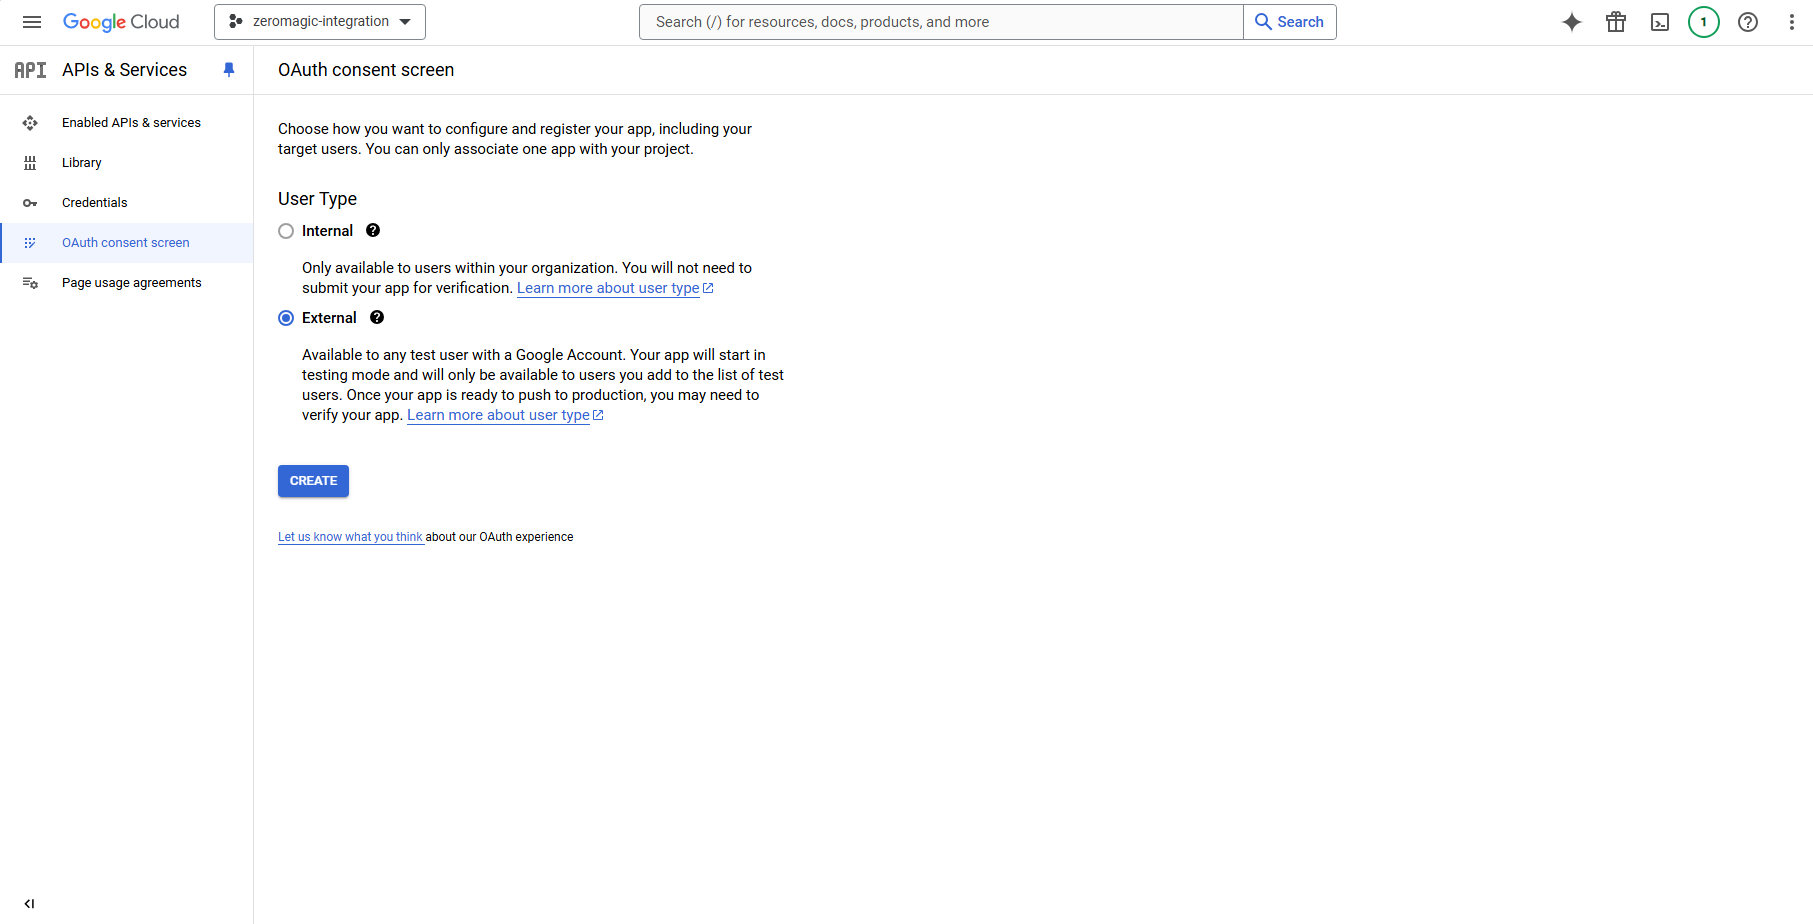 Google Cloud
zeromagic-integration
Search (/) for resources, docs, products, and more
Search
1
API
APIs & Services
OAuth consent screen
Enabled APIs & services
Library
Credentials
OAuth consent screen
Page usage agreements
Choose how you want to configure and register your app, including your
target users. You can only associate one app with your project.
User Type
Internal
Only available to users within your organization. You will not need to
submit your app for verification. Learn more about user type
External
Available to any test user with a Google Account. Your app will start in
testing mode and will only be available to users you add to the list of test
users. Once your app is ready to push to production, you may need to
verify your app. Learn more about user type
CREATE
Let us know what you think about our OAuth experience